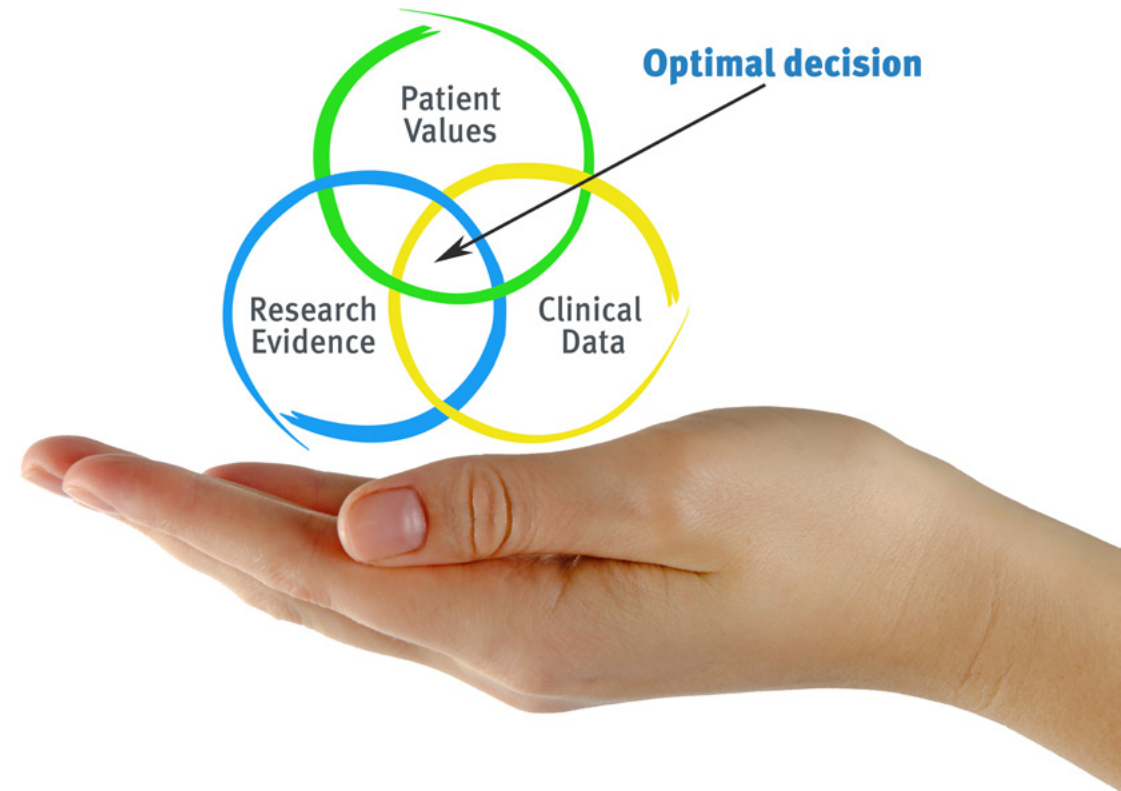 Optimal decision
Patient
Values
Research
Evidence
Clinical
Data